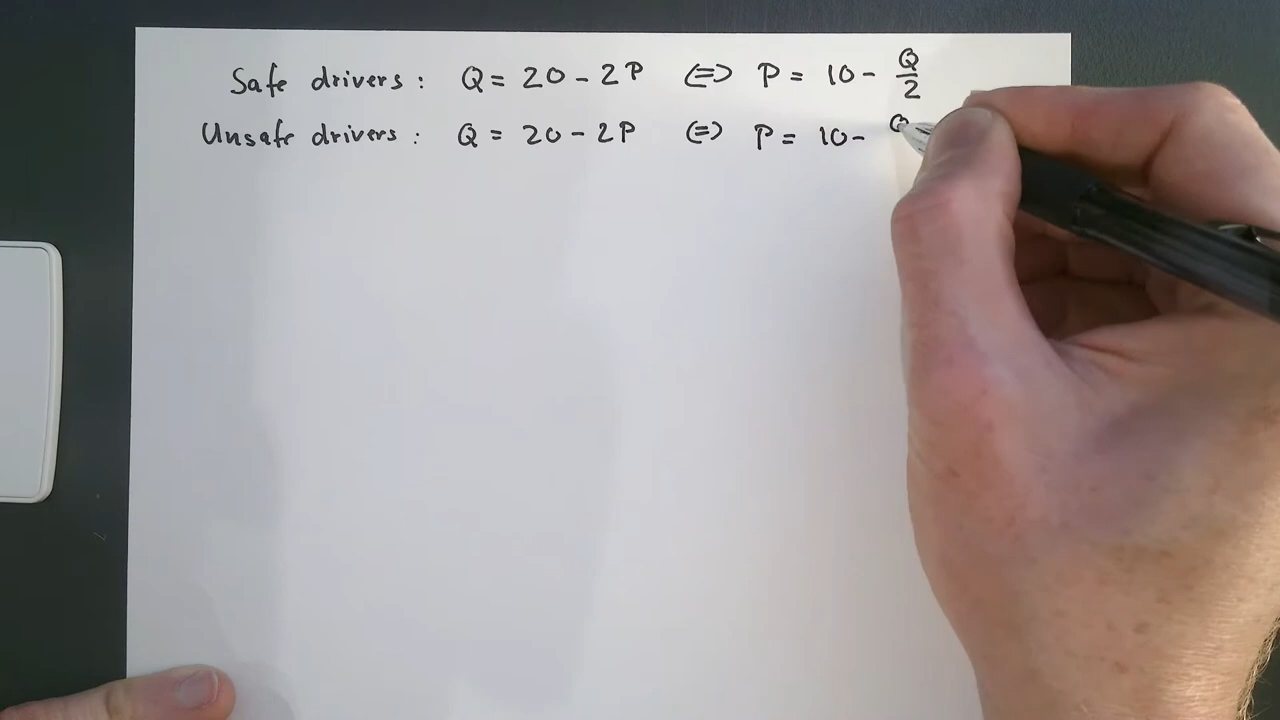 Safe drivers : Q = 20 - 2P <=> P = 10 - Q/2
Unsafe drivers : Q = 20 - 2P <=> P = 10 - Q